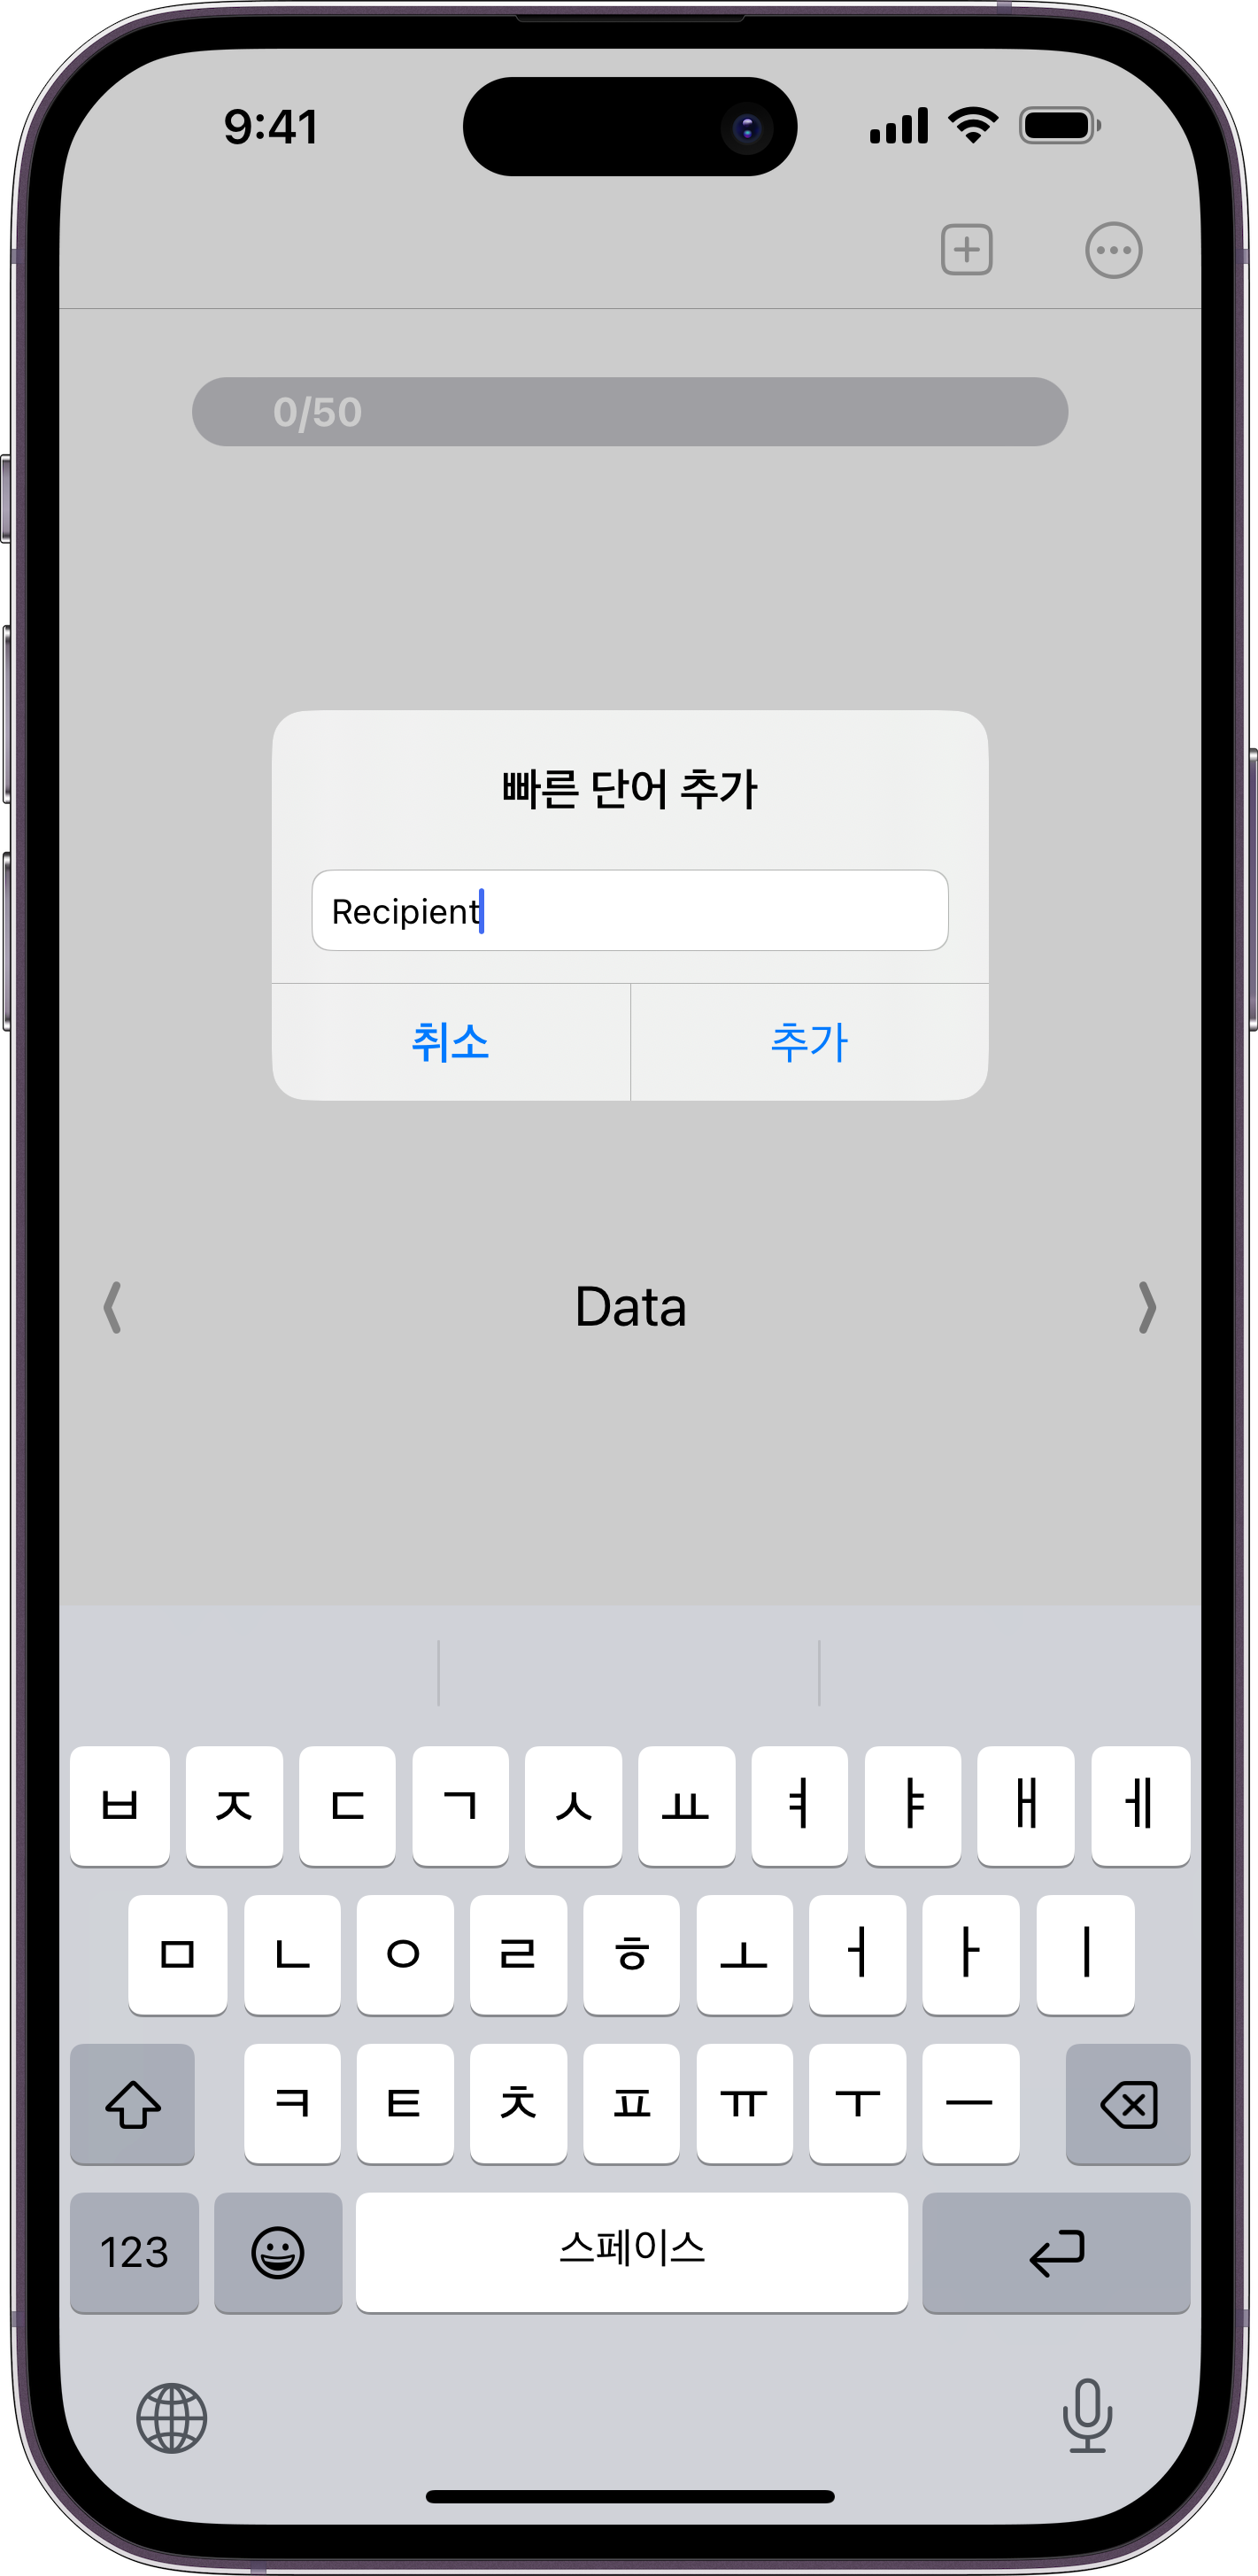 9:41
0/50
빠른 단어 추가
Recipient
취소 추가
Data
ㅂ ㅈ ㄷ ㄱ ㅅ ㅛ ㅕ ㅑ ㅐ ㅔ
ㅁ ㄴ ㅇ ㄹ ㅎ ㅗ ㅓ ㅏ ㅣ
ㅋ ㅌ ㅊ ㅍ ㅠ ㅜ ㅡ
123 스페이스